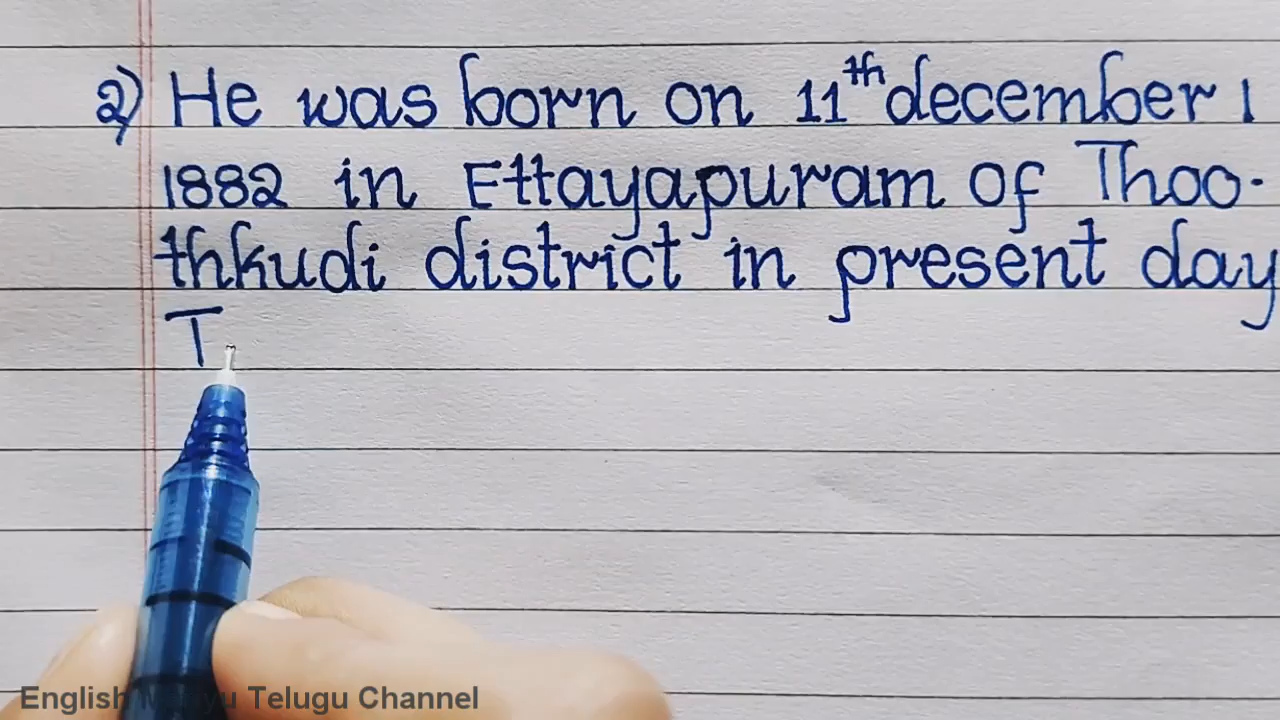 2) He was born on 11th december 1
1882 in Ettayapuram of Thoo-
thkudi district in present day
T
English Telugu Channel